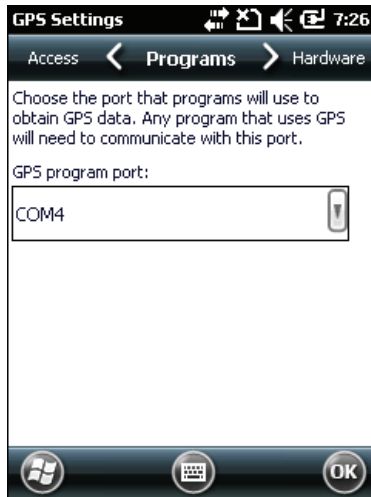 GPS Settings 7:26
Access Programs Hardware
Choose the port that programs will use to
obtain GPS data. Any program that uses GPS
will need to communicate with this port.
GPS program port:
COM4
OK